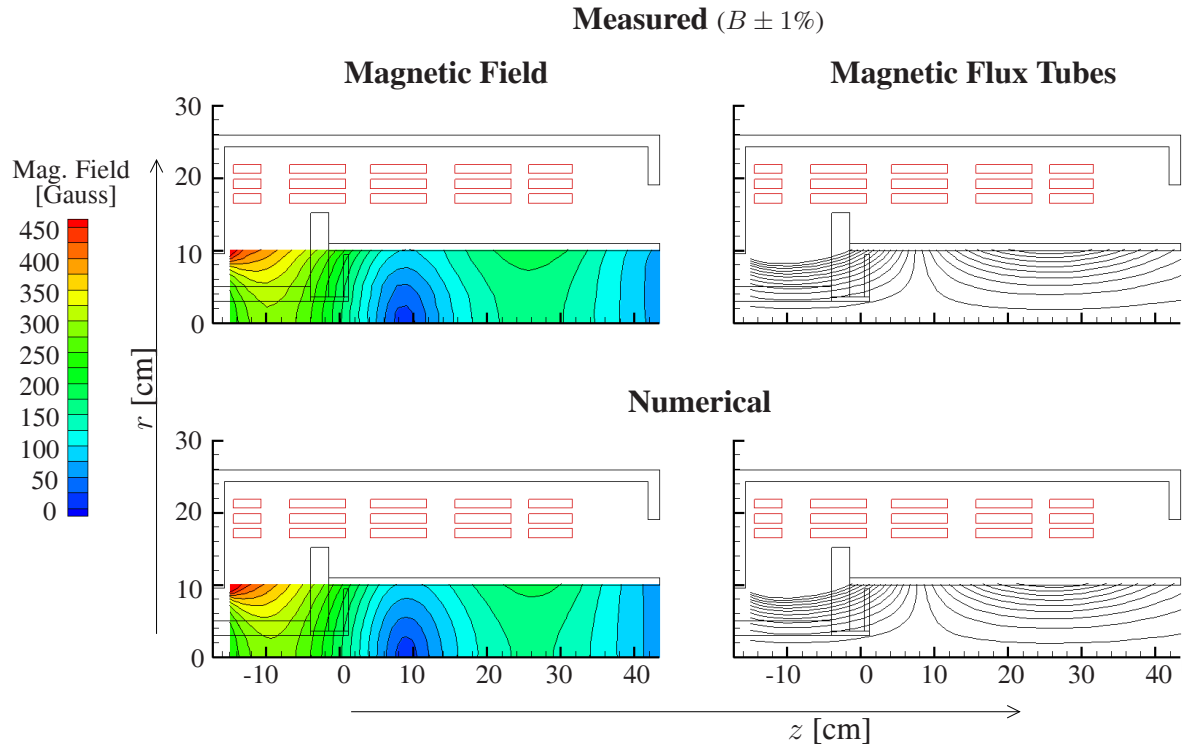 Measured (B ± 1%)
Magnetic Field
Magnetic Flux Tubes
30
20
10
0
Mag. Field
[Gauss]
450
400
350
300
250
200
150
100
50
0
r [cm]
Numerical
30
20
10
0
-10 0 10 20 30 40
-10 0 10 20 30 40
z [cm]